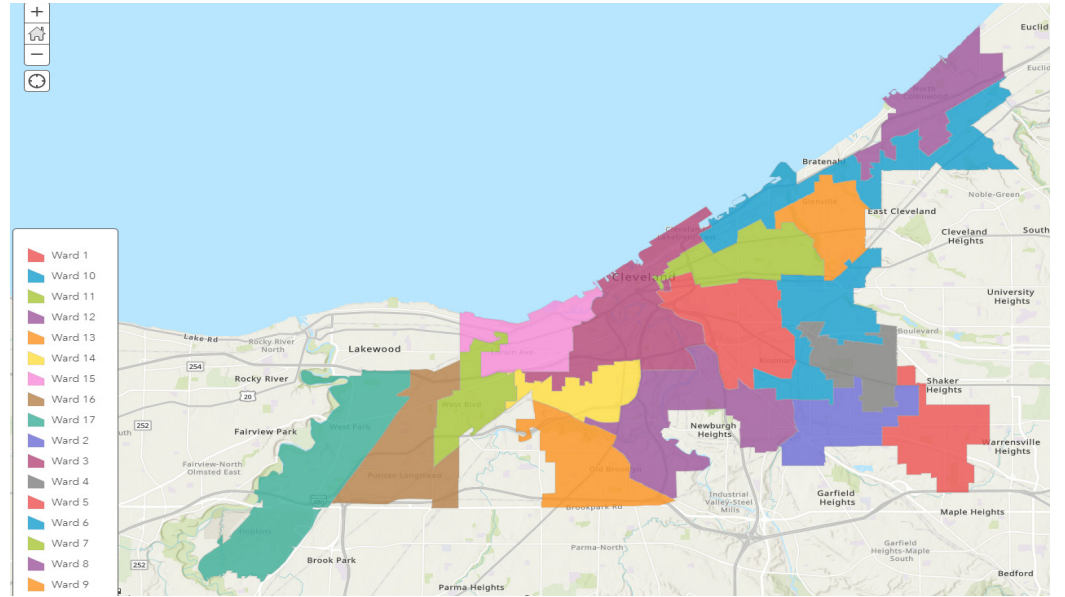 +
−
Euclid
Euclid
Bratenahl
Noble-Green
East Cleveland
Cleveland
Heights
South
Cleveland
University
Heights
Boulevard
Lake Rd
Rocky River
North
Lakewood
254
Rocky River
20
Shaker
Heights
252
West Blvd
West Park
Fairview Park
Newburgh
Heights
Warrensville
Heights
Fairview-North
Olmsted East
Old Brooklyn
Industrial
Valley-Steel
Mills
Garfield
Heights
Brookpark Rd
Maple Heights
Parma-North
Garfield
Heights-Maple
South
Brook Park
252
Bedford
Parma Heights
Ward 1
Ward 10
Ward 11
Ward 12
Ward 13
Ward 14
Ward 15
Ward 16
Ward 17
Ward 2
Ward 3
Ward 4
Ward 5
Ward 6
Ward 7
Ward 8
Ward 9